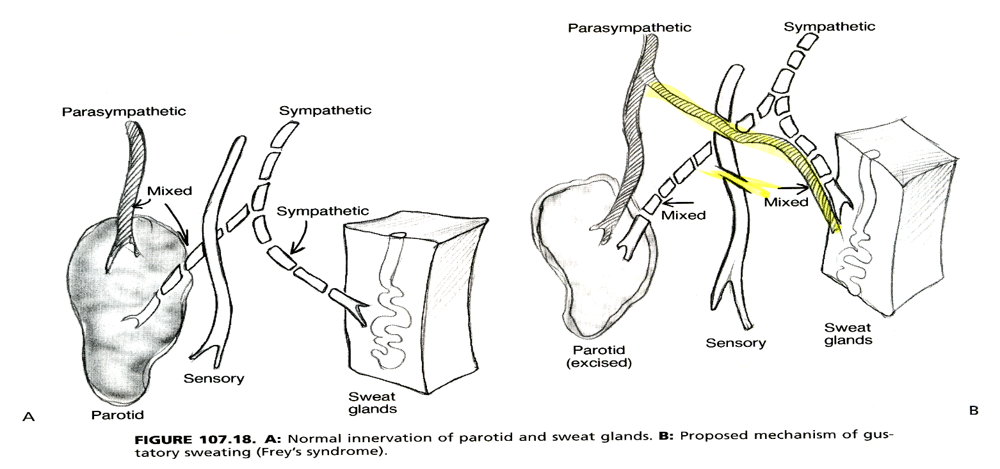 Parasympathetic
Sympathetic
Mixed
Sympathetic
Sensory
Sweat
glands
Parotid
A
Parasympathetic
Sympathetic
Mixed
Mixed
Sensory
Sweat
glands
Parotid
(excised)
B
FIGURE 107.18. A: Normal innervation of parotid and sweat glands. B: Proposed mechanism of gus-
tatory sweating (Frey's syndrome).